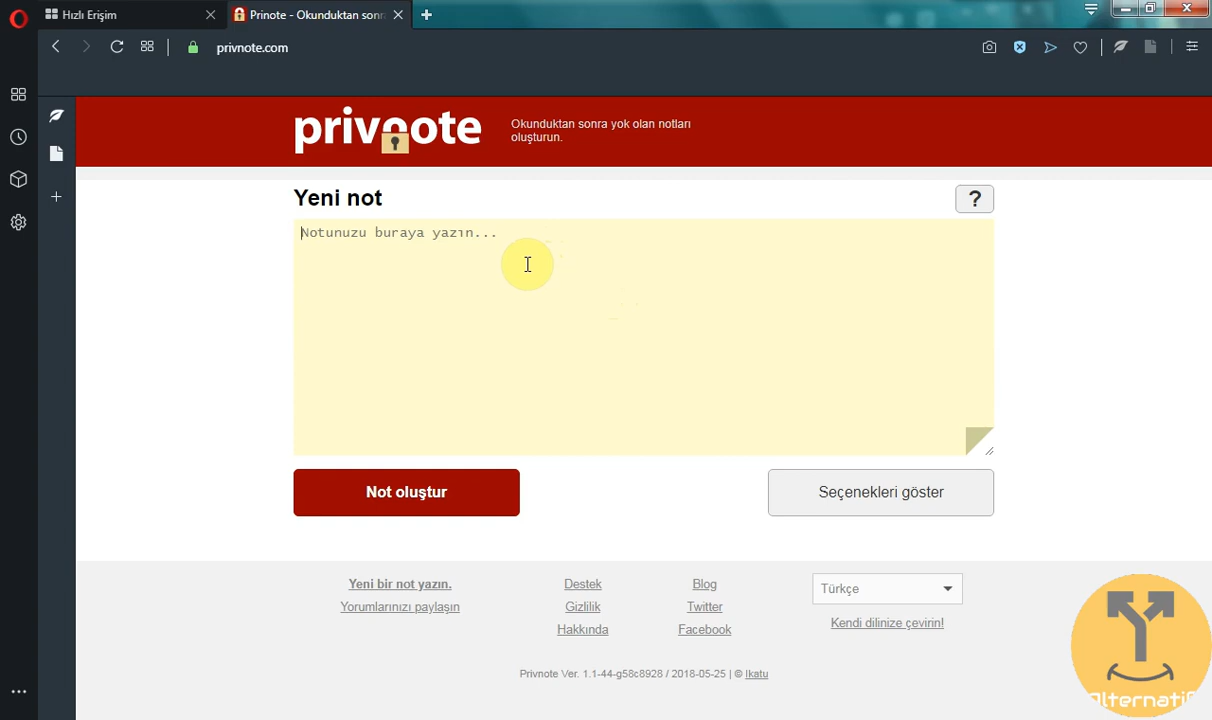 Hızlı Erişim
Prinote - Okunduktan sonra
privnote.com
privnote
Okunduktan sonra yok olan notları
oluşturun.
Yeni not
?
Notunuzu buraya yazın...
Not oluştur
Seçenekleri göster
Yeni bir not yazın.
Destek
Blog
Türkçe
Yorumlarınızı paylaşın
Gizlilik
Twitter
Kendi dilinize çevirin!
Hakkında
Facebook
Privnote Ver. 1.1-44-g58c8928 / 2018-05-25 | © Ikatu